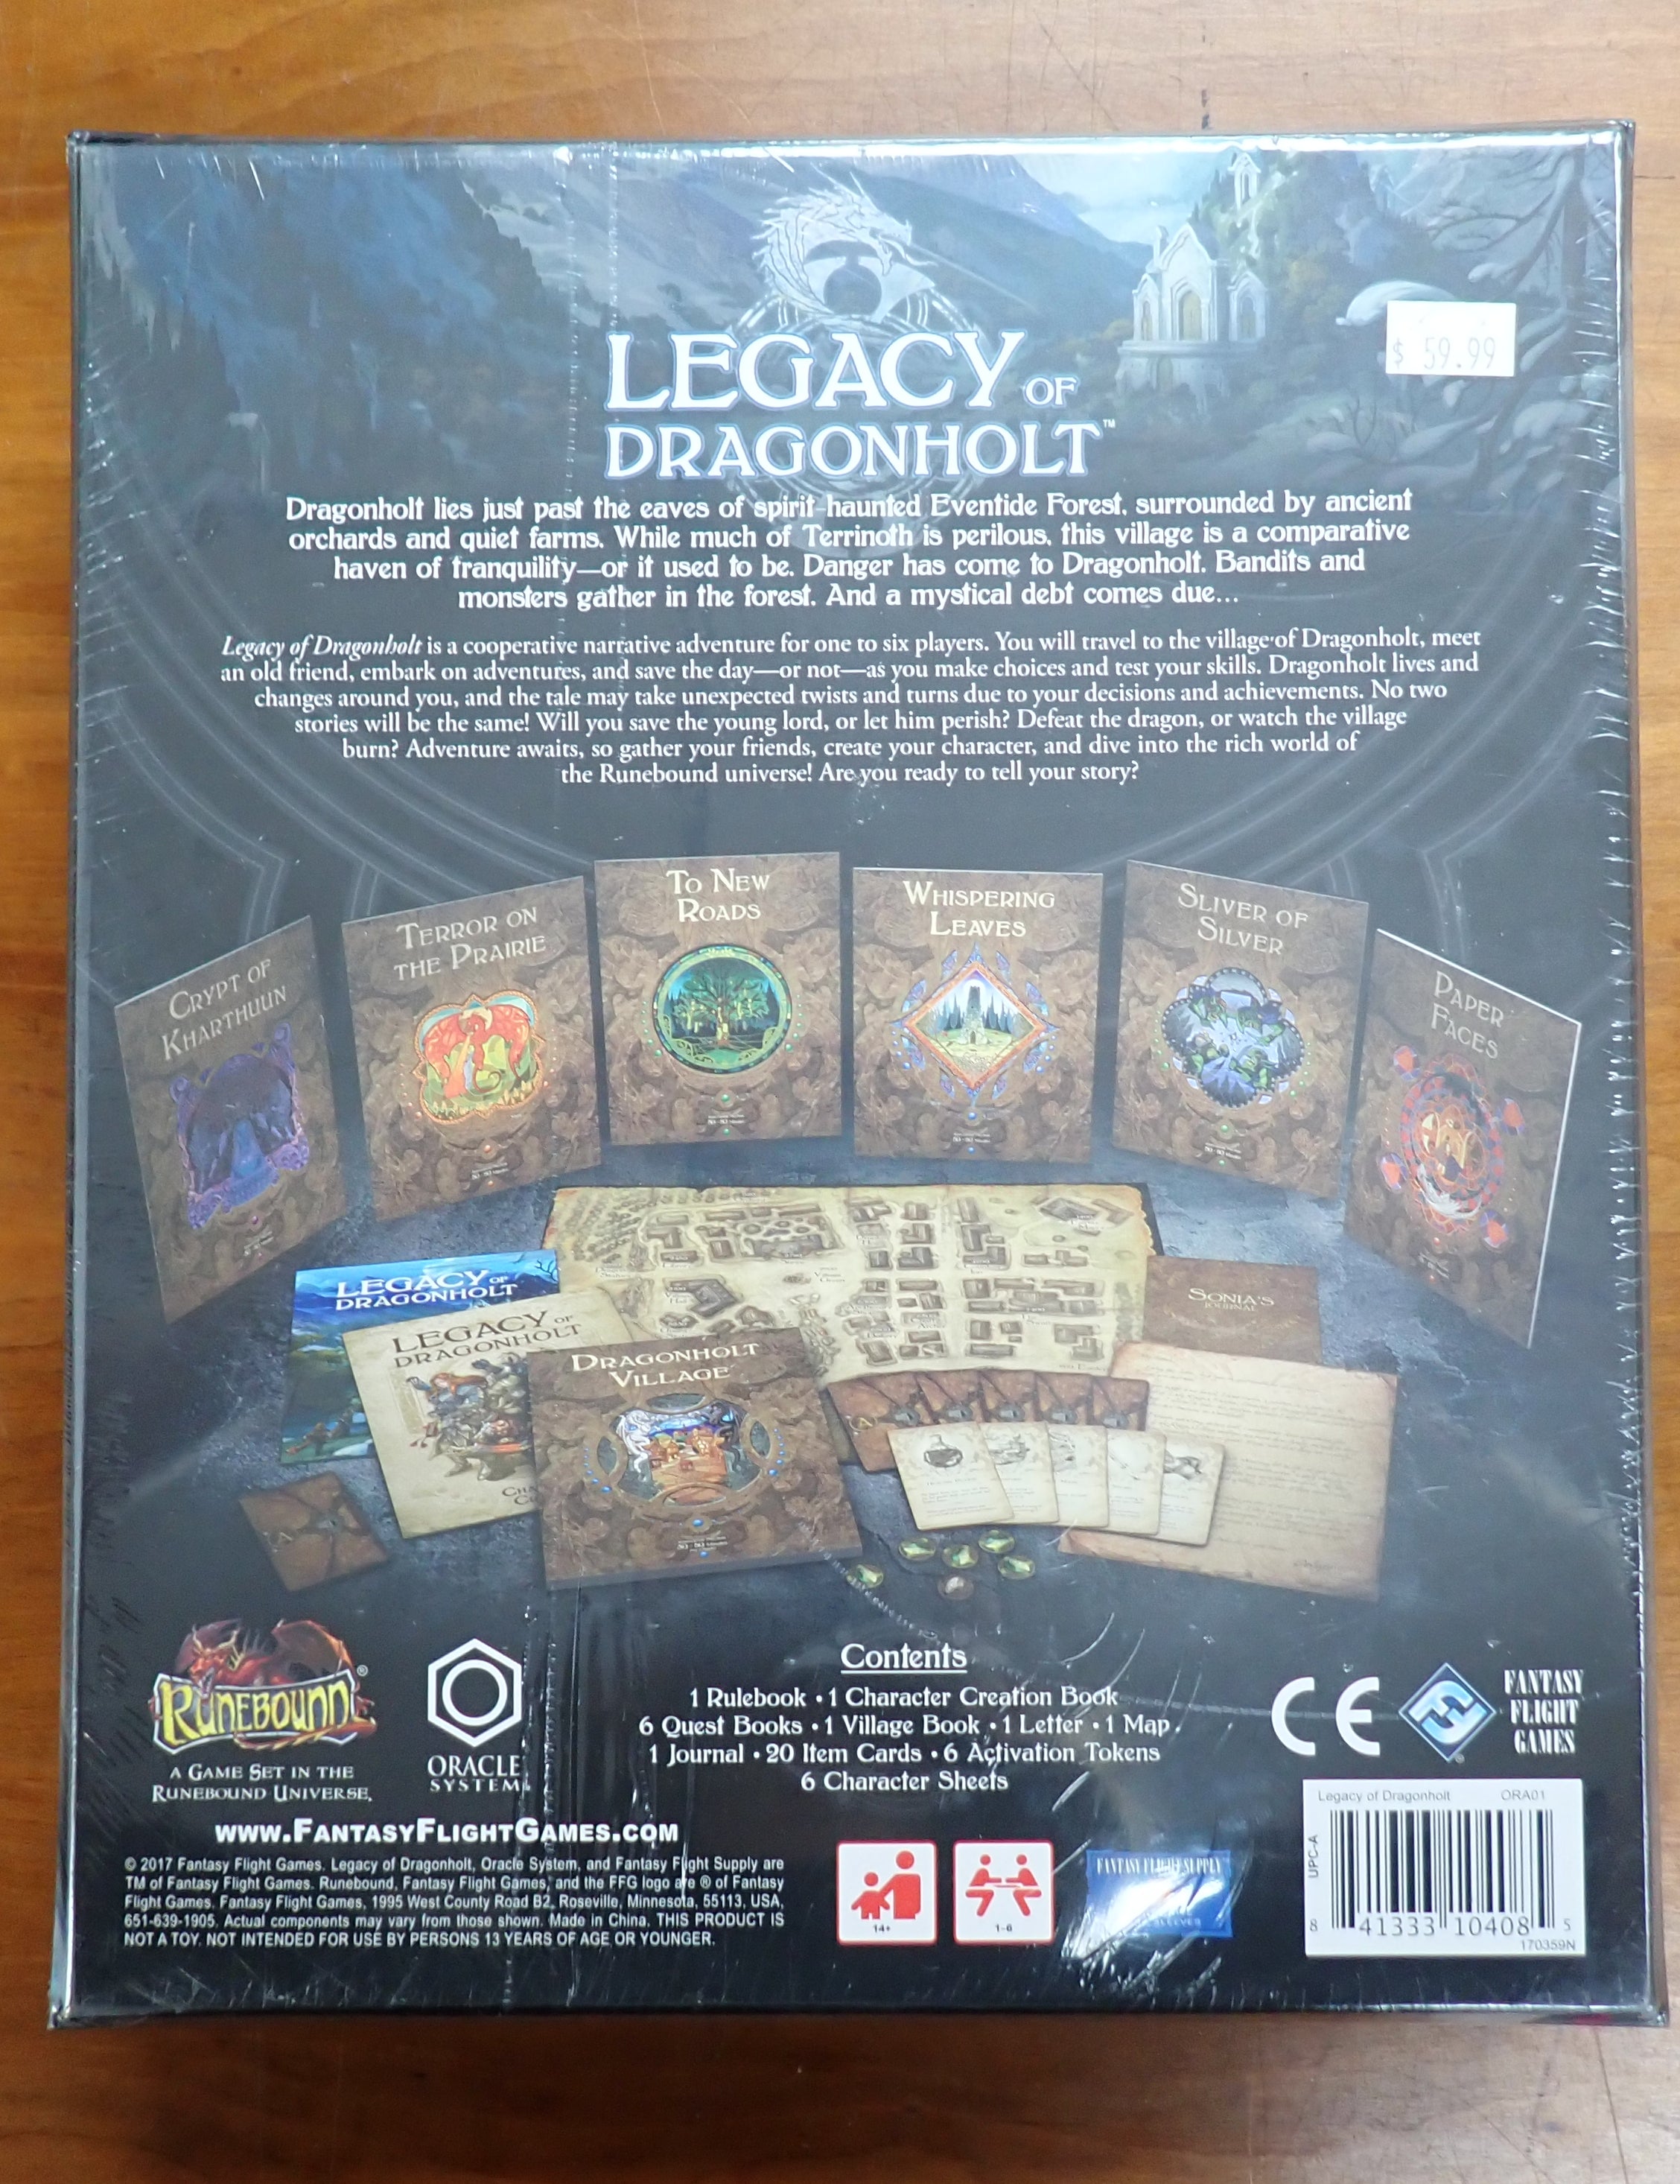 $ 59.99
LEGACY OF
DRAGONHOLT™
Dragonholt lies just past the eaves of spirit-haunted Eventide Forest, surrounded by ancient
orchards and quiet farms. While much of Terrinoth is perilous, this village is a comparative
haven of tranquility—or it used to be. Danger has come to Dragonholt. Bandits and
monsters gather in the forest. And a mystical debt comes due...
Legacy of Dragonholt is a cooperative narrative adventure for one to six players. You will travel to the village of Dragonholt, meet
an old friend, embark on adventures, and save the day—or not—as you make choices and test your skills. Dragonholt lives and
changes around you, and the tale may take unexpected twists and turns due to your decisions and achievements. No two
stories will be the same! Will you save the young lord, or let him perish? Defeat the dragon, or watch the village
burn? Adventure awaits, so gather your friends, create your character, and dive into the rich world of
the Runebound universe! Are you ready to tell your story?
CRYPT OF
KHARTHUUN
TERROR ON
THE PRAIRIE
TO NEW
ROADS
WHISPERING
LEAVES
SLIVER OF
SILVER
PAPER
FACES
LEGACY OF
DRAGONHOLT
LEGACY OF
DRAGONHOLT
DRAGONHOLT
VILLAGE
SONIA'S
JOURNAL
RUNEBOUND®
A GAME SET IN THE
RUNEBOUND UNIVERSE.
ORACLE
SYSTEM
Contents
1 Rulebook • 1 Character Creation Book
6 Quest Books • 1 Village Book • 1 Letter • 1 Map
1 Journal • 20 Item Cards • 6 Activation Tokens
6 Character Sheets
CE
FANTASY
FLIGHT
GAMES
WWW.FANTASYFLIGHTGAMES.COM
© 2017 Fantasy Flight Games. Legacy of Dragonholt, Oracle System, and Fantasy Flight Supply are
TM of Fantasy Flight Games. Runebound, Fantasy Flight Games, and the FFG logo are ® of Fantasy
Flight Games. Fantasy Flight Games, 1995 West County Road B2, Roseville, Minnesota, 55113, USA,
651-639-1905. Actual components may vary from those shown. Made in China. THIS PRODUCT IS
NOT A TOY. NOT INTENDED FOR USE BY PERSONS 13 YEARS OF AGE OR YOUNGER.
14+
1-6
FANTASY FLIGHT SUPPLY
SLEEVES
Legacy of Dragonholt ORA01
UPC-A
8 41333 10408 5
170359N